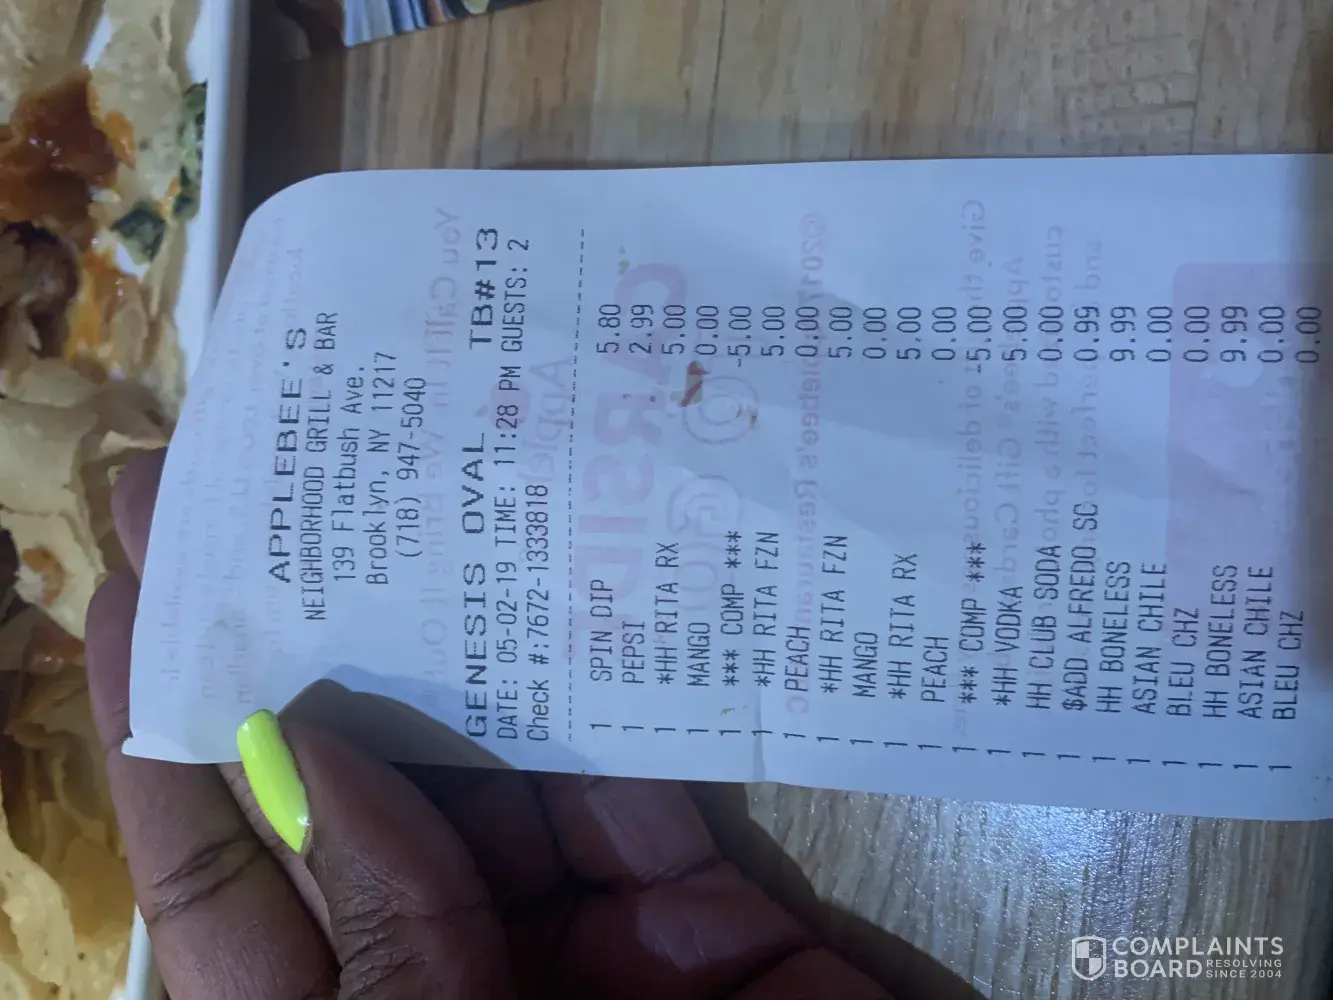 APPLEBEE'S
NEIGHBORHOOD GRILL & BAR
139 Flatbush Ave.
Brooklyn, NY 11217
(718) 947-5040
GENESIS OVAL TB#13
DATE: 05-02-19 TIME: 11:28 PM GUESTS: 2
Check #:7672-1333818
1 SPIN DIP 5.80
1 PEPSI 2.99
1 *HH RITA RX 5.00
1 MANGO 0.00
1 *** COMP *** -5.00
1 *HH RITA FZN 5.00
1 PEACH 0.00
1 *HH RITA FZN 5.00
1 MANGO 0.00
1 *HH RITA RX 5.00
1 PEACH 0.00
1 *** COMP *** -5.00
1 *HH VODKA 5.00
1 HH CLUB SODA 0.00
1 $ADD ALFREDO SC 0.99
1 HH BONELESS 9.99
1 ASIAN CHILE 0.00
1 BLEU CHZ 0.00
1 HH BONELESS 9.99
1 ASIAN CHILE 0.00
1 BLEU CHZ 0.00
COMPLAINTS
BOARD RESOLVING
SINCE 2004